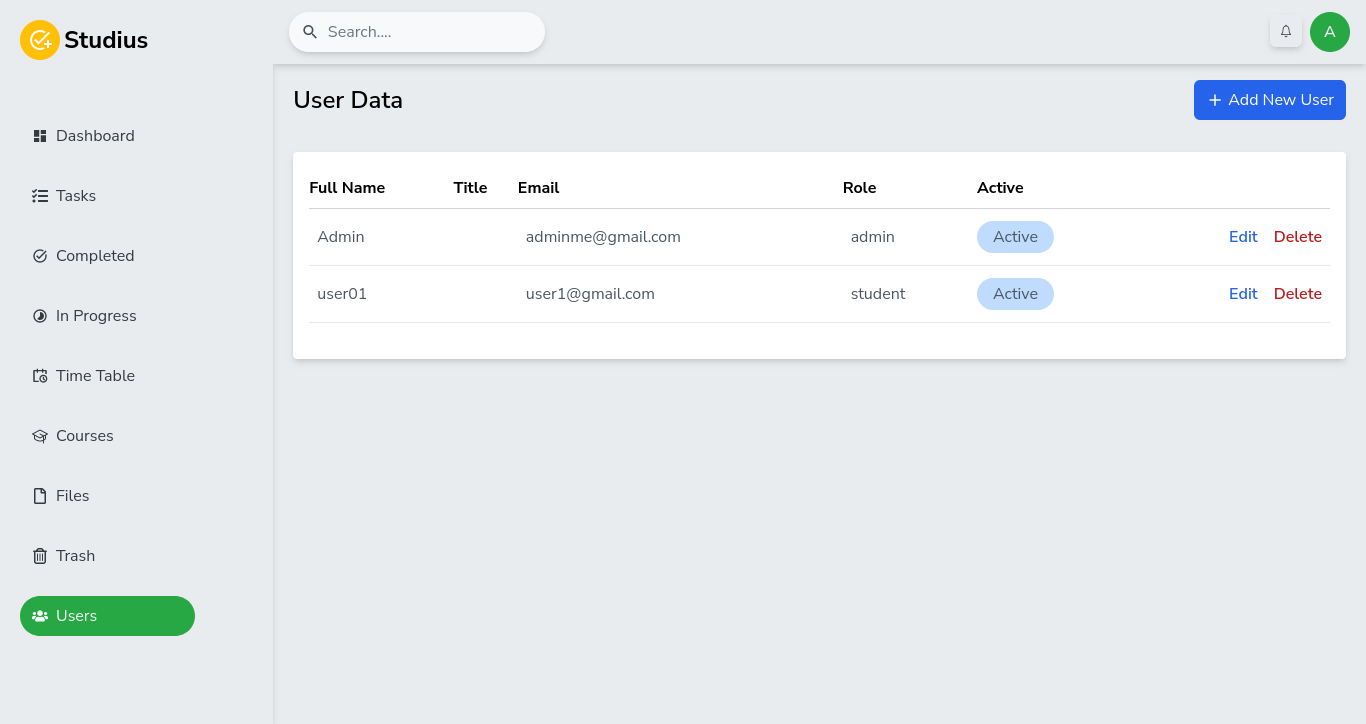 Studius
Search....
A
Dashboard
Tasks
Completed
In Progress
Time Table
Courses
Files
Trash
Users
User Data
Add New User
Full Name Title Email Role Active
Admin adminme@gmail.com admin Active Edit Delete
user01 user1@gmail.com student Active Edit Delete